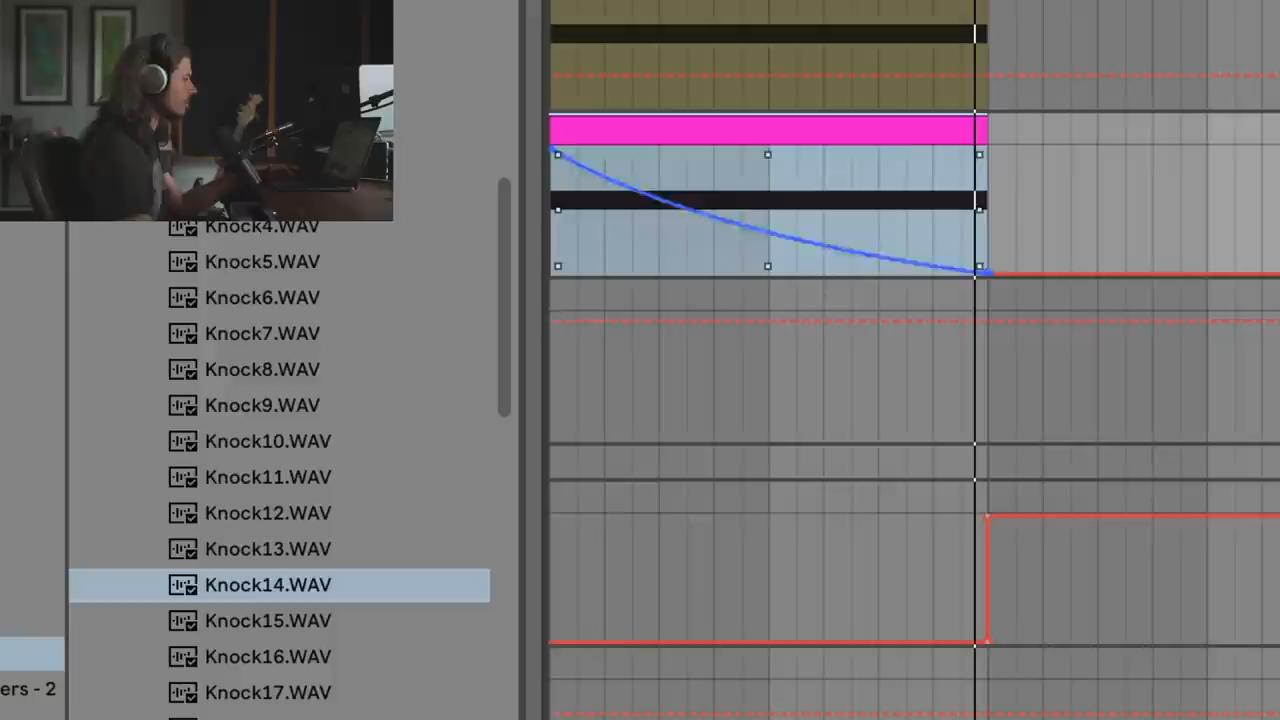 Knock4.WAV
Knock5.WAV
Knock6.WAV
Knock7.WAV
Knock8.WAV
Knock9.WAV
Knock10.WAV
Knock11.WAV
Knock12.WAV
Knock13.WAV
Knock14.WAV
Knock15.WAV
Knock16.WAV
ers - 2
Knock17.WAV